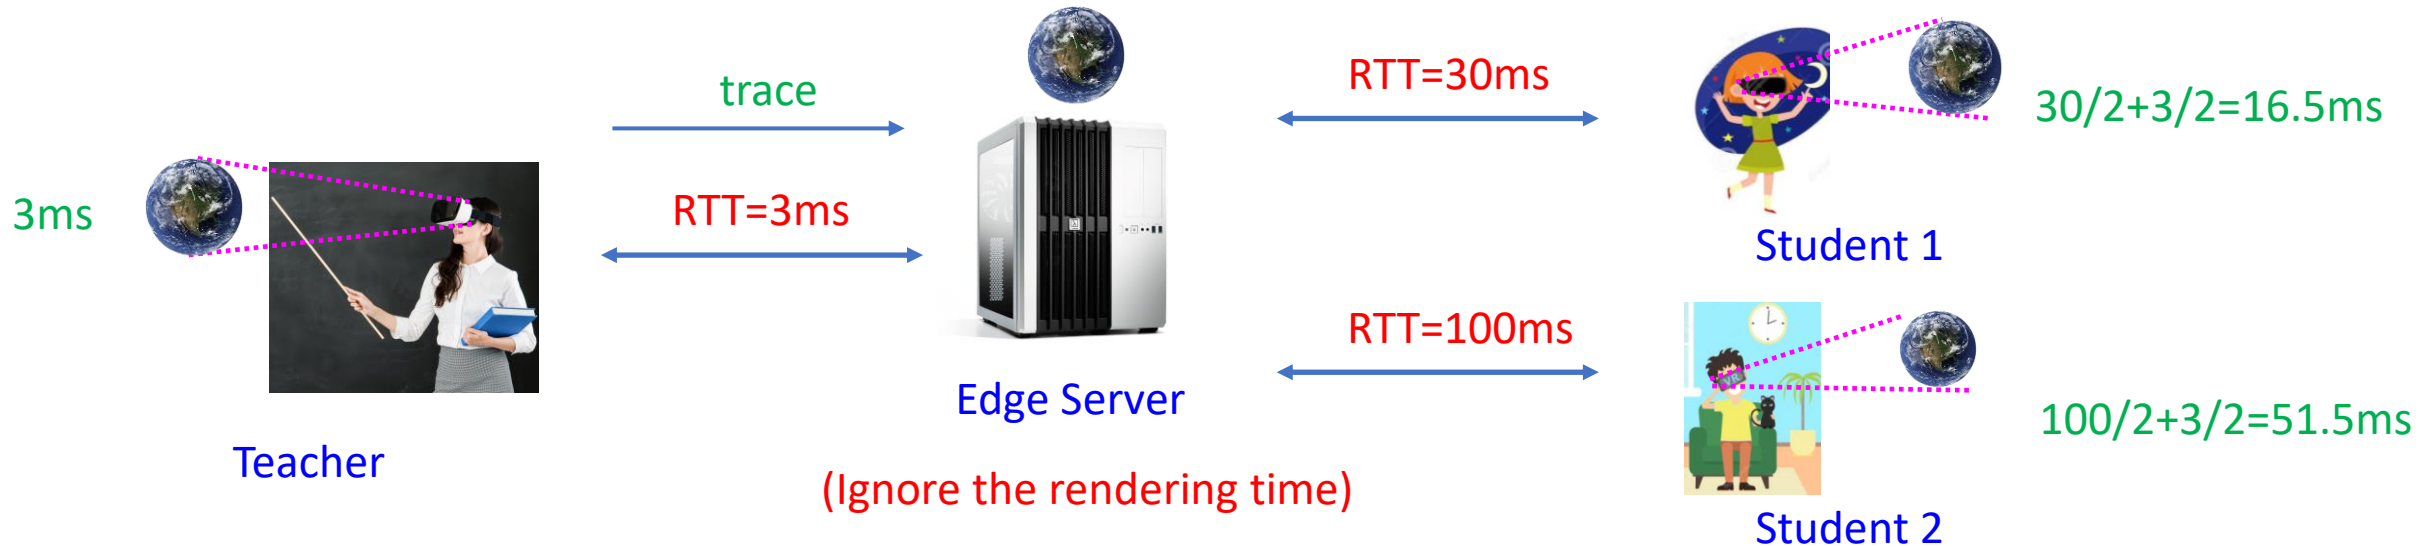 3ms
Teacher
trace
RTT=3ms
Edge Server
(Ignore the rendering time)
RTT=30ms
RTT=100ms
Student 1
30/2+3/2=16.5ms
VR
Student 2
100/2+3/2=51.5ms